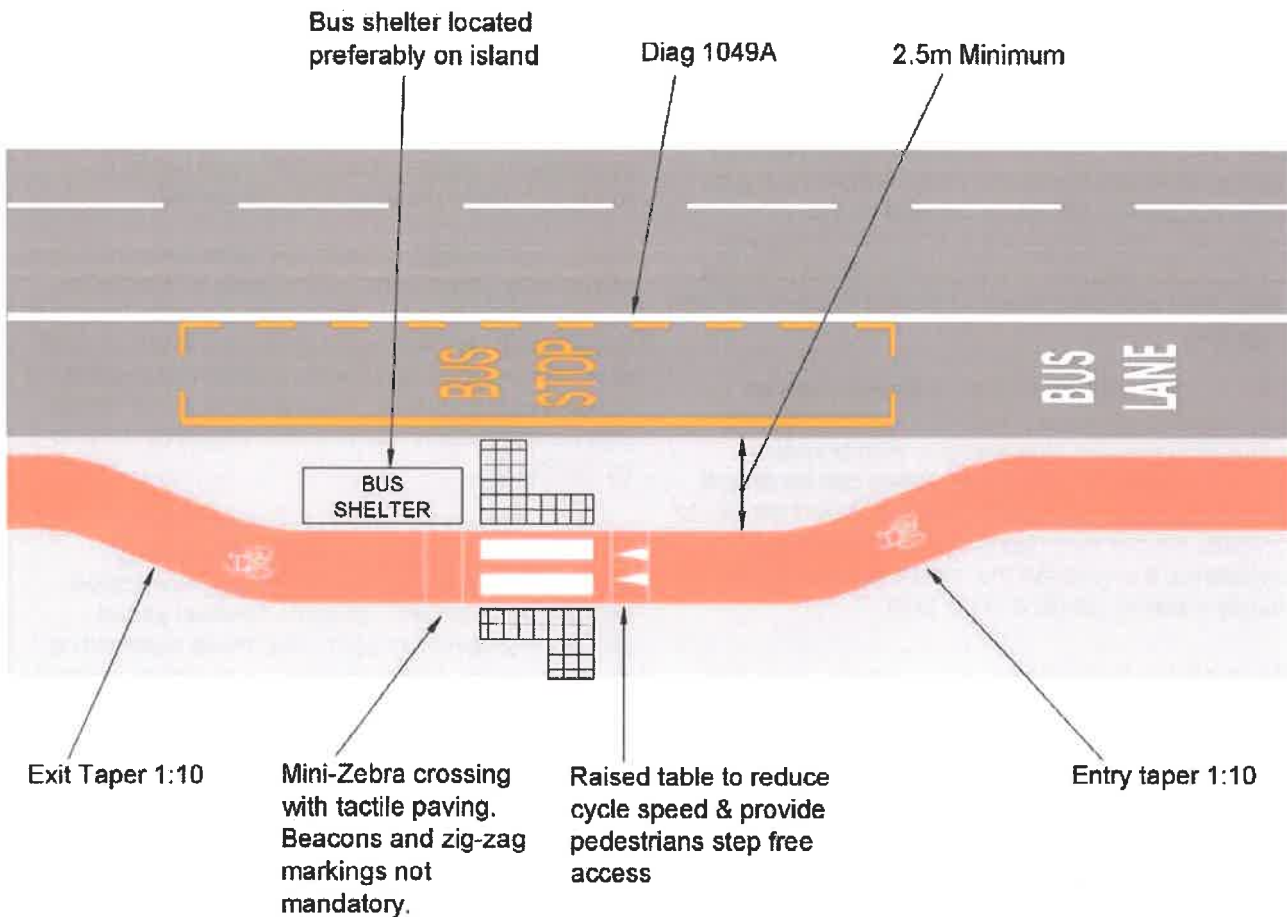 Bus shelter located
preferably on island
Diag 1049A
2.5m Minimum
BUS
STOP
BUS
LANE
BUS
SHELTER
Exit Taper 1:10
Mini-Zebra crossing
with tactile paving.
Beacons and zig-zag
markings not
mandatory.
Raised table to reduce
cycle speed & provide
pedestrians step free
access
Entry taper 1:10